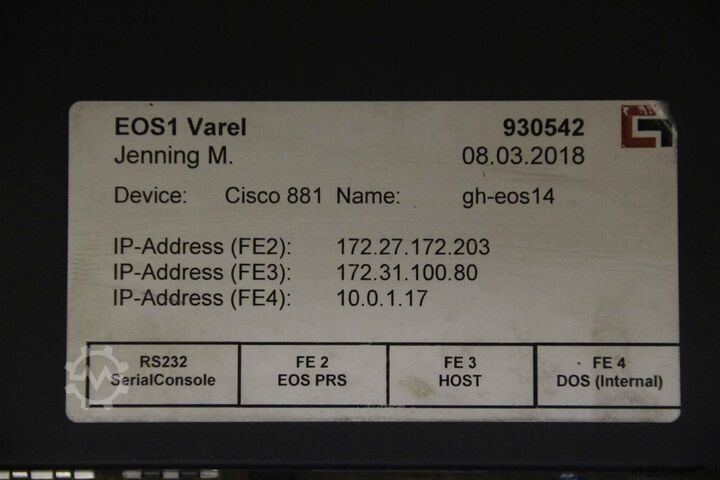 EOS1 Varel 930542
Jenning M. 08.03.2018
Device: Cisco 881 Name: gh-eos14
IP-Address (FE2): 172.27.172.203
IP-Address (FE3): 172.31.100.80
IP-Address (FE4): 10.0.1.17
RS232 FE 2 FE 3 FE 4
SerialConsole EOS PRS HOST DOS (Internal)